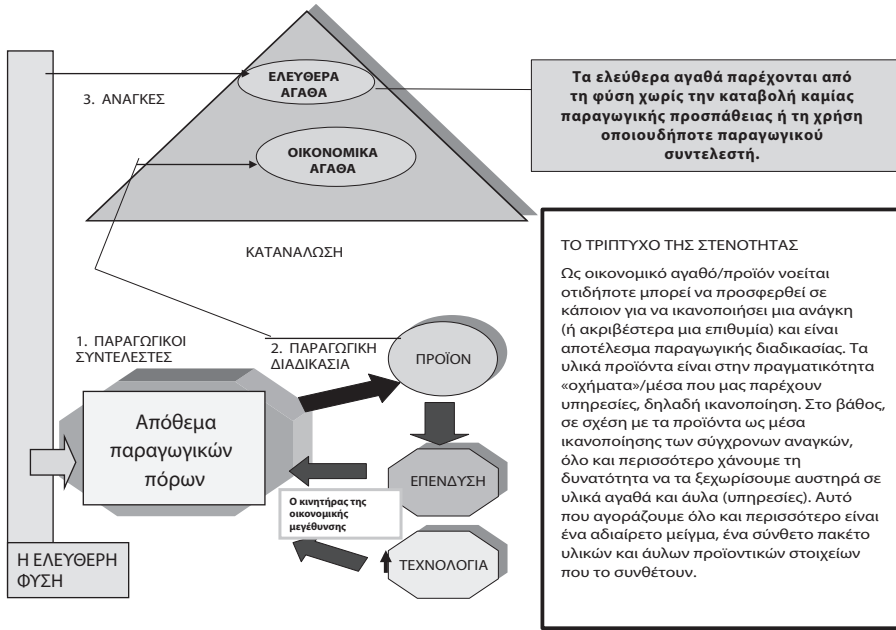 ΕΛΕΥΘΕΡΑ
ΑΓΑΘΑ
3. ΑΝΑΓΚΕΣ
ΟΙΚΟΝΟΜΙΚΑ
ΑΓΑΘΑ
Τα ελεύθερα αγαθά παρέχονται από
τη φύση χωρίς την καταβολή καμίας
παραγωγικής προσπάθειας ή τη χρήση
οποιουδήποτε παραγωγικού
συντελεστή.
ΚΑΤΑΝΑΛΩΣΗ
1. ΠΑΡΑΓΩΓΙΚΟΙ
ΣΥΝΤΕΛΕΣΤΕΣ
2. ΠΑΡΑΓΩΓΙΚΗ
ΔΙΑΔΙΚΑΣΙΑ
ΠΡΟΪΟΝ
Απόθεμα
παραγωγικών
πόρων
ΕΠΕΝΔΥΣΗ
Ο κινητήρας της
οικονομικής
μεγέθυνσης
ΤΕΧΝΟΛΟΓΙΑ
Η ΕΛΕΥΘΕΡΗ
ΦΥΣΗ
ΤΟ ΤΡΙΠΤΥΧΟ ΤΗΣ ΣΤΕΝΟΤΗΤΑΣ
Ως οικονομικό αγαθό/προϊόν νοείται
οτιδήποτε μπορεί να προσφερθεί σε
κάποιον για να ικανοποιήσει μια ανάγκη
(ή ακριβέστερα μια επιθυμία) και είναι
αποτέλεσμα παραγωγικής διαδικασίας. Τα
υλικά προϊόντα είναι στην πραγματικότητα
«οχήματα»/μέσα που μας παρέχουν
υπηρεσίες, δηλαδή ικανοποίηση. Στο βάθος,
σε σχέση με τα προϊόντα ως μέσα
ικανοποίησης των σύγχρονων αναγκών,
όλο και περισσότερο χάνουμε τη
δυνατότητα να τα ξεχωρίσουμε αυστηρά σε
υλικά αγαθά και άυλα (υπηρεσίες). Αυτό
που αγοράζουμε όλο και περισσότερο είναι
ένα αδιαίρετο μείγμα, ένα σύνθετο πακέτο
υλικών και άυλων προϊοντικών στοιχείων
που το συνθέτουν.